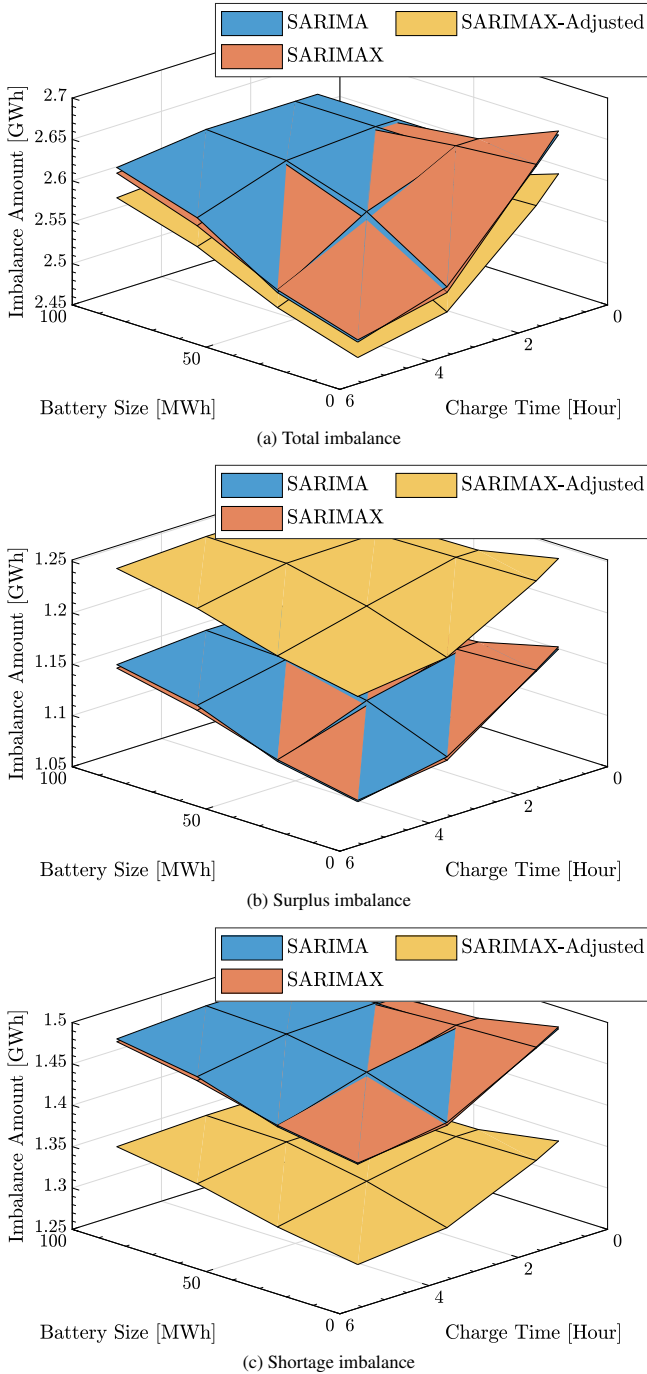 SARIMA SARIMAX-Adjusted
SARIMAX
2.7
2.65
2.6
2.55
2.5
2.45
Imbalance Amount [GWh]
100
50
0
6
4
2
0
Battery Size [MWh]
Charge Time [Hour]
(a) Total imbalance
SARIMA SARIMAX-Adjusted
SARIMAX
1.25
1.2
1.15
1.1
1.05
Imbalance Amount [GWh]
100
50
0
6
4
2
0
Battery Size [MWh]
Charge Time [Hour]
(b) Surplus imbalance
SARIMA SARIMAX-Adjusted
SARIMAX
1.5
1.45
1.4
1.35
1.3
1.25
Imbalance Amount [GWh]
100
50
0
6
4
2
0
Battery Size [MWh]
Charge Time [Hour]
(c) Shortage imbalance